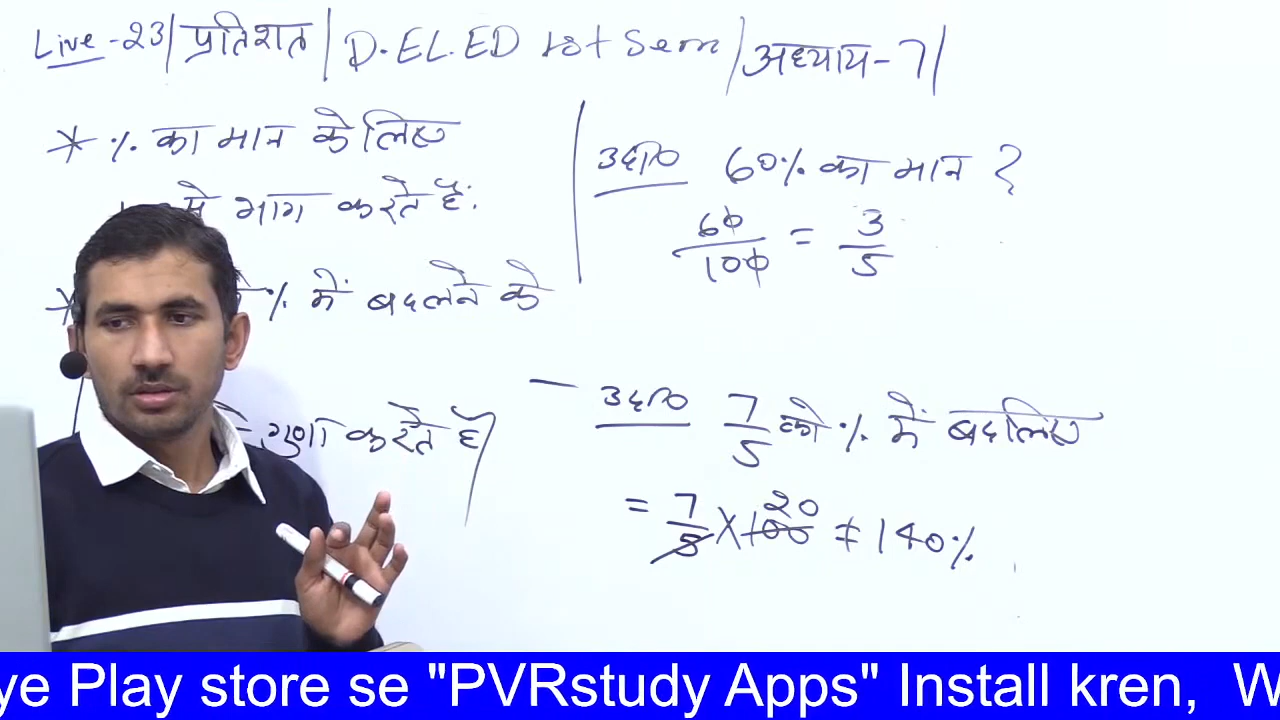 Live-23|प्रतिशत|D.EL.ED 1st Sem|अध्याय-7|
* % का मान के लिए
से भाग करते हैं.
* % में बदलने के
गुणा करते हैं
उदा० 60% का मान ?
60/100 = 3/5
उदा० 7/5 को % में बदलिए
20
= 7/5 X 100 = 140%
ye Play store se "PVRstudy Apps" Install kren, W